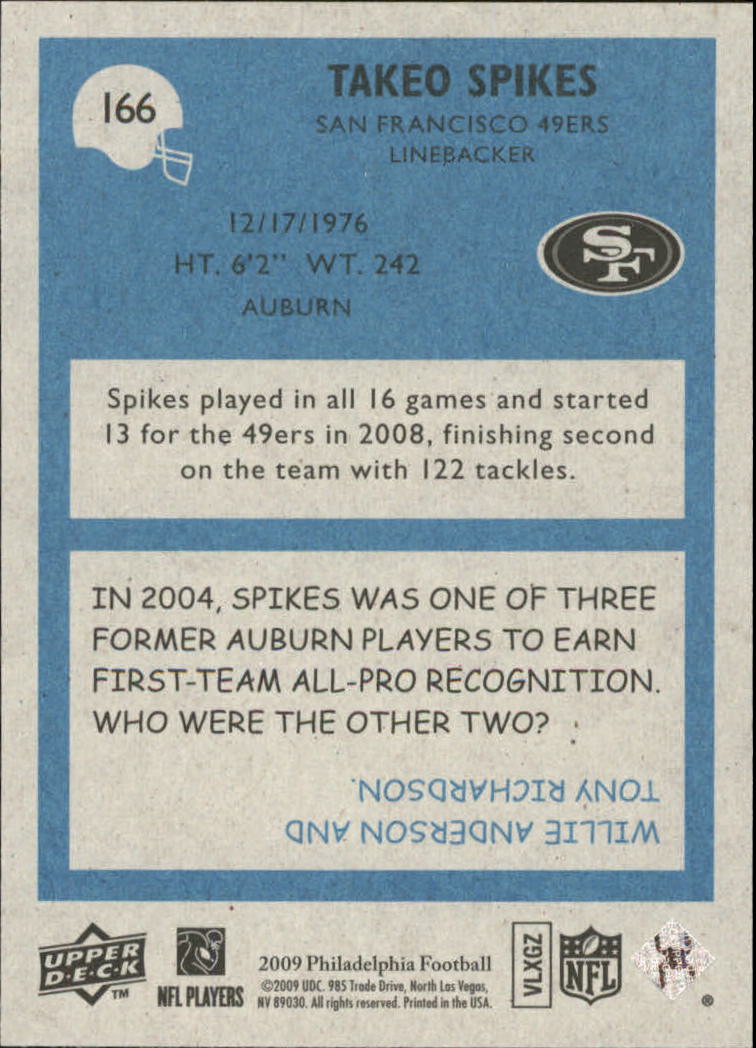 166
TAKEO SPIKES
SAN FRANCISCO 49ERS
LINEBACKER
12/17/1976
HT. 6'2" WT. 242
AUBURN
SF
Spikes played in all 16 games and started
13 for the 49ers in 2008, finishing second
on the team with 122 tackles.
IN 2004, SPIKES WAS ONE OF THREE
FORMER AUBURN PLAYERS TO EARN
FIRST-TEAM ALL-PRO RECOGNITION.
WHO WERE THE OTHER TWO?
WILLIE ANDERSON AND
TONY RICHARDSON.
UPPER
D·E·C·K
TM
NFL PLAYERS
2009 Philadelphia Football
©2009 UDC. 985 Trade Drive, North Las Vegas,
NV 89030. All rights reserved. Printed in the USA.
VLXGZ
NFL
®